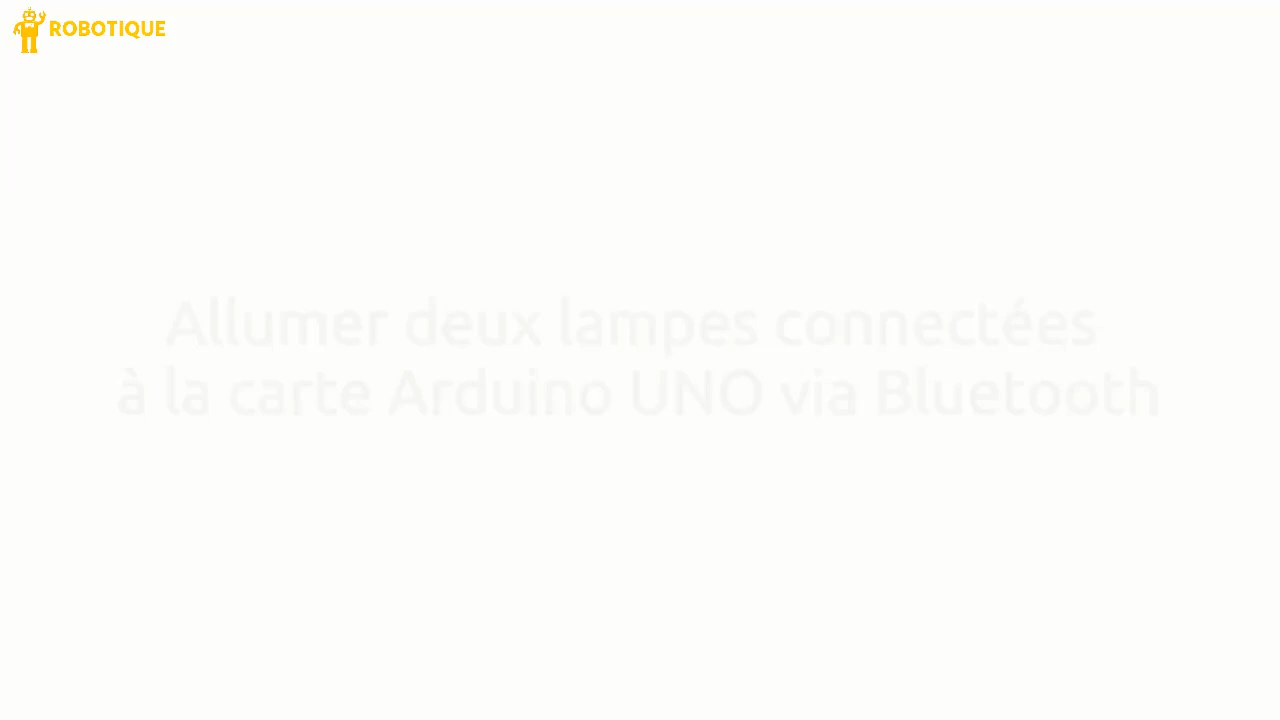 ROBOTIQUE
Allumer deux lampes connectées
à la carte Arduino UNO via Bluetooth